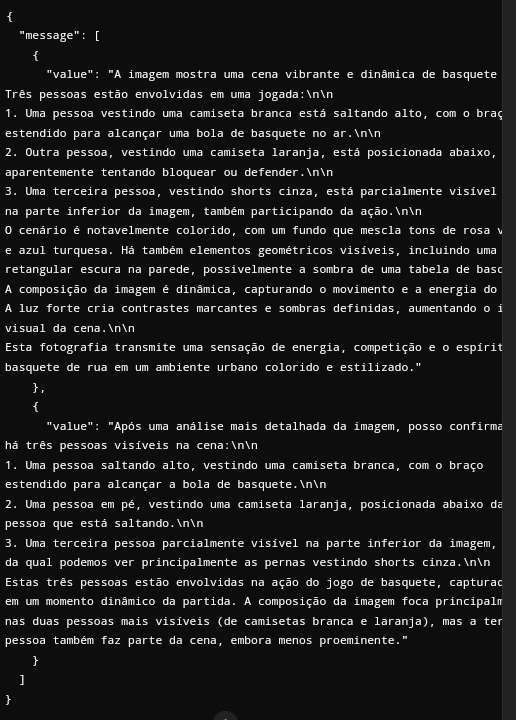 {
"message": [
{
"value": "A imagem mostra uma cena vibrante e dinâmica de basquete
Três pessoas estão envolvidas em uma jogada:\n\n
1. Uma pessoa vestindo uma camiseta branca está saltando alto, com o braç
estendido para alcançar uma bola de basquete no ar.\n\n
2. Outra pessoa, vestindo uma camiseta laranja, está posicionada abaixo,
aparentemente tentando bloquear ou defender.\n\n
3. Uma terceira pessoa, vestindo shorts cinza, está parcialmente visível
na parte inferior da imagem, também participando da ação.\n\n
O cenário é notavelmente colorido, com um fundo que mescla tons de rosa v
e azul turquesa. Há também elementos geométricos visíveis, incluindo uma
retangular escura na parede, possivelmente a sombra de uma tabela de basq
A composição da imagem é dinâmica, capturando o movimento e a energia do
A luz forte cria contrastes marcantes e sombras definidas, aumentando o i
visual da cena.\n\n
Esta fotografia transmite uma sensação de energia, competição e o espírit
basquete de rua em um ambiente urbano colorido e estilizado."
},
{
"value": "Após uma análise mais detalhada da imagem, posso confirma
há três pessoas visíveis na cena:\n\n
1. Uma pessoa saltando alto, vestindo uma camiseta branca, com o braço
estendido para alcançar a bola de basquete.\n\n
2. Uma pessoa em pé, vestindo uma camiseta laranja, posicionada abaixo da
pessoa que está saltando.\n\n
3. Uma terceira pessoa parcialmente visível na parte inferior da imagem,
da qual podemos ver principalmente as pernas vestindo shorts cinza.\n\n
Estas três pessoas estão envolvidas na ação do jogo de basquete, capturad
em um momento dinâmico da partida. A composição da imagem foca principalm
nas duas pessoas mais visíveis (de camisetas branca e laranja), mas a ter
pessoa também faz parte da cena, embora menos proeminente."
}
]
}